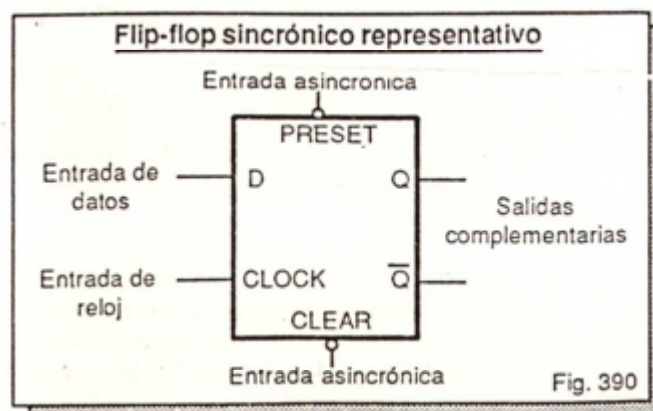 Flip-flop sincrónico representativo
Entrada asincronica
PRESET
Entrada de
datos
D
Q
Salidas
complementarias
Entrada de
reloj
CLOCK
Q̅
CLEAR
Entrada asincrónica
Fig. 390